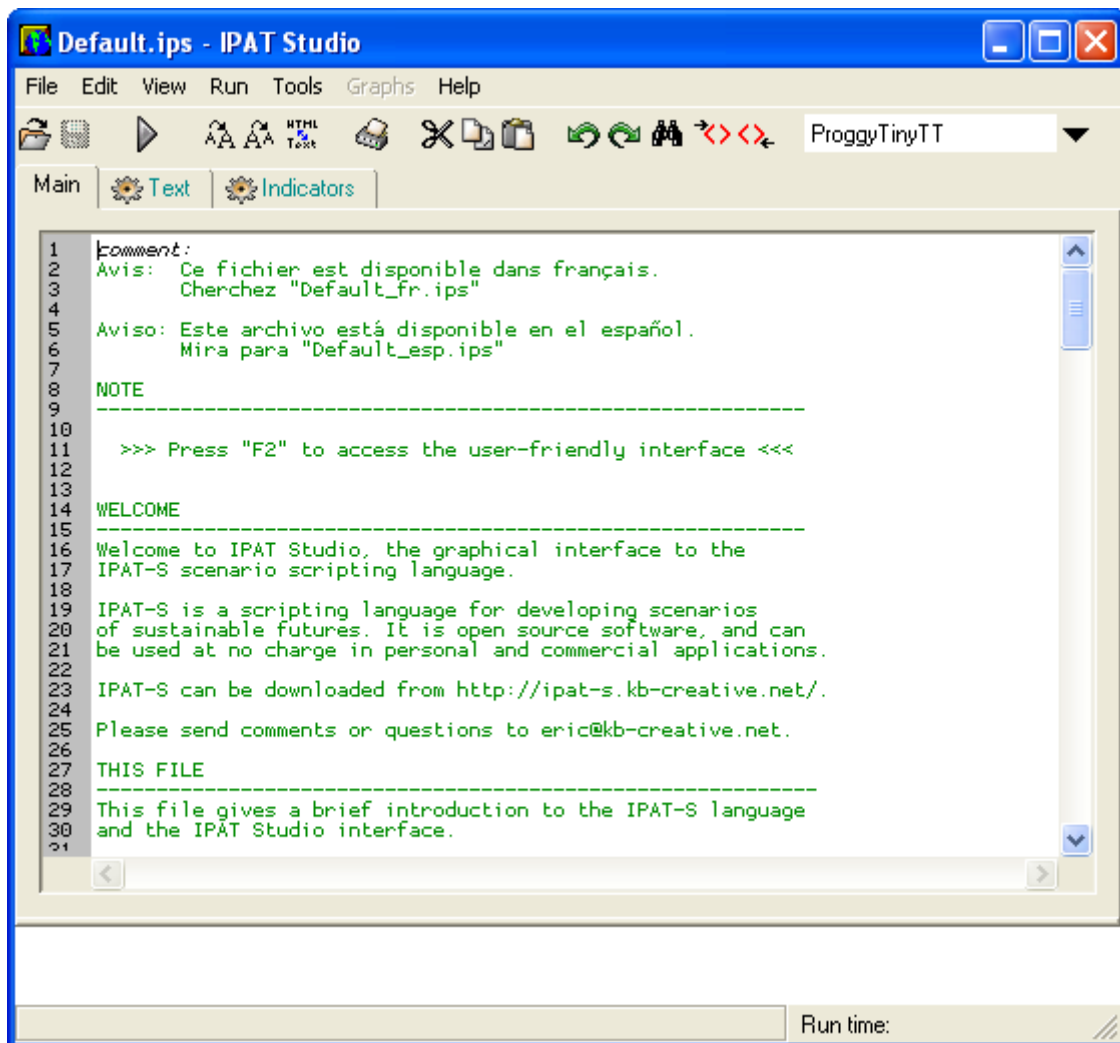 Default.ips - IPAT Studio
File Edit View Run Tools Graphs Help
HTML Text ProggyTinyTT
Main Text Indicators
1 comment:
2 Avis: Ce fichier est disponible dans français.
3 Cherchez "Default_fr.ips"
4
5 Aviso: Este archivo está disponible en el español.
6 Mira para "Default_esp.ips"
7
8 NOTE
9 ------------------------------------------------------------
10
11 >>> Press "F2" to access the user-friendly interface <<<
12
13
14 WELCOME
15 ------------------------------------------------------------
16 Welcome to IPAT Studio, the graphical interface to the
17 IPAT-S scenario scripting language.
18
19 IPAT-S is a scripting language for developing scenarios
20 of sustainable futures. It is open source software, and can
21 be used at no charge in personal and commercial applications.
22
23 IPAT-S can be downloaded from http://ipat-s.kb-creative.net/.
24
25 Please send comments or questions to eric@kb-creative.net.
26
27 THIS FILE
28 -------------------------------------------------------------
29 This file gives a brief introduction to the IPAT-S language
30 and the IPAT Studio interface.
31
Run time: